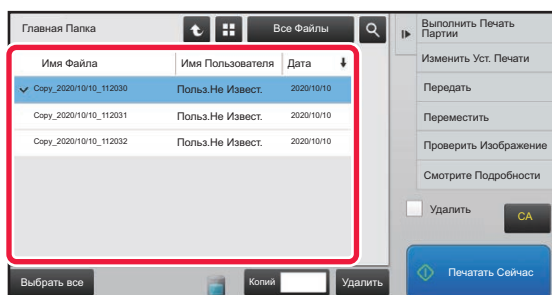 Главная Папка
Все Файлы
Имя Файла Имя Пользователя Дата
Copy_2020/10/10_112030 Польз.Не Извест. 2020/10/10
Copy_2020/10/10_112031 Польз.Не Извест. 2020/10/10
Copy_2020/10/10_112032 Польз.Не Извест. 2020/10/10
Выбрать все
Копий
Удалить
Выполнить Печать
Партии
Изменить Уст. Печати
Передать
Переместить
Проверить Изображение
Смотрите Подробности
Удалить
CA
Печатать Сейчас